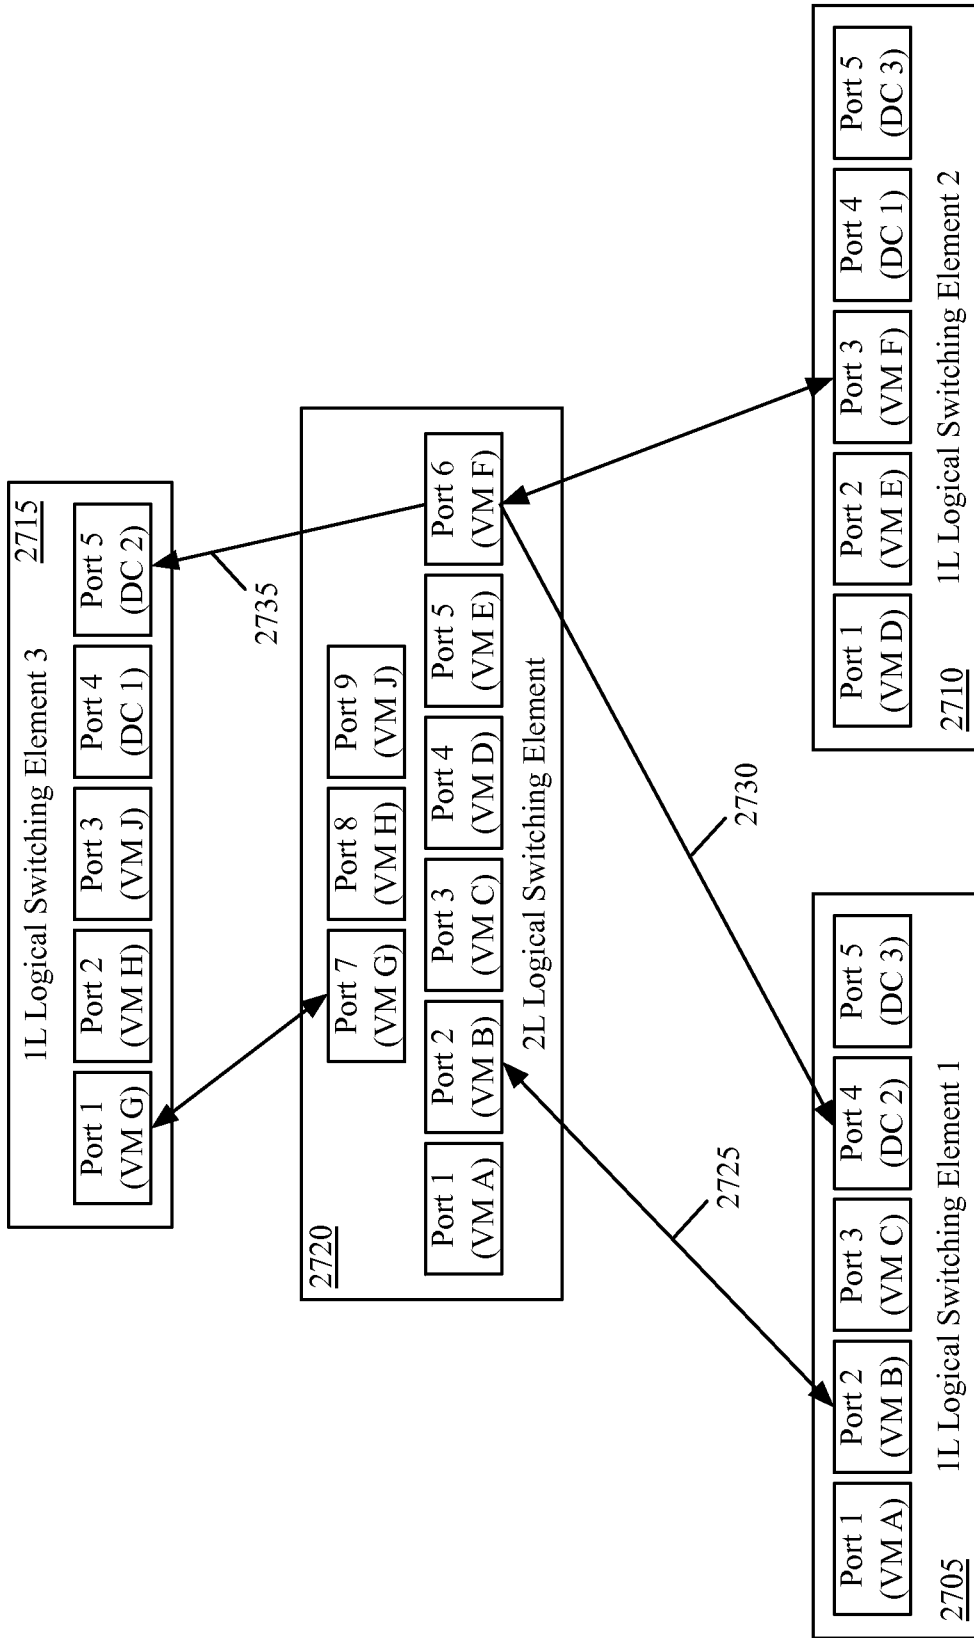 1L Logical Switching Element 3
2715
Port 1
(VM G)
Port 2
(VM H)
Port 3
(VM J)
Port 4
(DC 1)
Port 5
(DC 2)
2735
2720
Port 7
(VM G)
Port 8
(VM H)
Port 9
(VM J)
Port 1
(VM A)
Port 2
(VM B)
Port 3
(VM C)
Port 4
(VM D)
Port 5
(VM E)
Port 6
(VM F)
2L Logical Switching Element
2725
2730
Port 1
(VM A)
Port 2
(VM B)
Port 3
(VM C)
Port 4
(DC 2)
Port 5
(DC 3)
2705
1L Logical Switching Element 1
Port 1
(VM D)
Port 2
(VM E)
Port 3
(VM F)
Port 4
(DC 1)
Port 5
(DC 3)
2710
1L Logical Switching Element 2